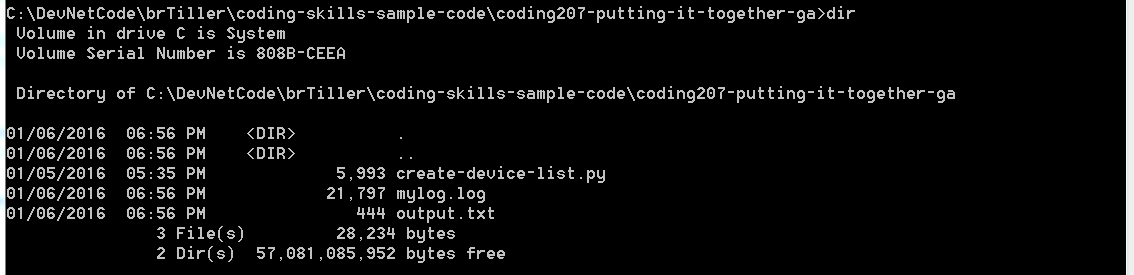 C:\DevNetCode\brTiller\coding-skills-sample-code\coding207-putting-it-together-ga>dir
 Volume in drive C is System
 Volume Serial Number is 808B-CEEA

 Directory of C:\DevNetCode\brTiller\coding-skills-sample-code\coding207-putting-it-together-ga

01/06/2016  06:56 PM    <DIR>          .
01/06/2016  06:56 PM    <DIR>          ..
01/05/2016  05:35 PM             5,993 create-device-list.py
01/06/2016  06:56 PM            21,797 mylog.log
01/06/2016  06:56 PM               444 output.txt
               3 File(s)         28,234 bytes
               2 Dir(s)  57,081,085,952 bytes free